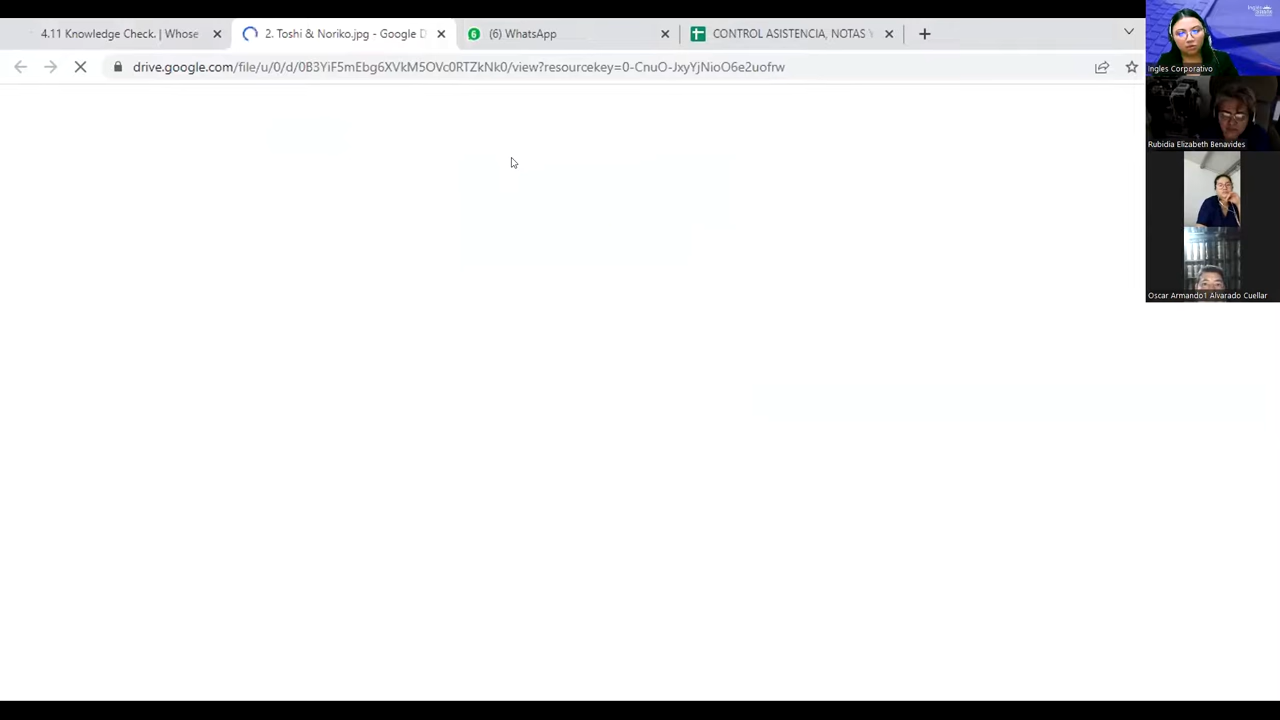 4.11 Knowledge Check. | Whose
2. Toshi & Noriko.jpg - Google D
6 (6) WhatsApp
CONTROL ASISTENCIA, NOTAS Y
drive.google.com/file/u/0/d/0B3YiF5mEbg6XVkM5OVc0RTZkNk0/view?resourcekey=0-CnuO-JxyYjNioO6e2uofrw
Ingles Corporativo
Rubidia Elizabeth Benavides
Oscar Armando1 Alvarado Cuellar